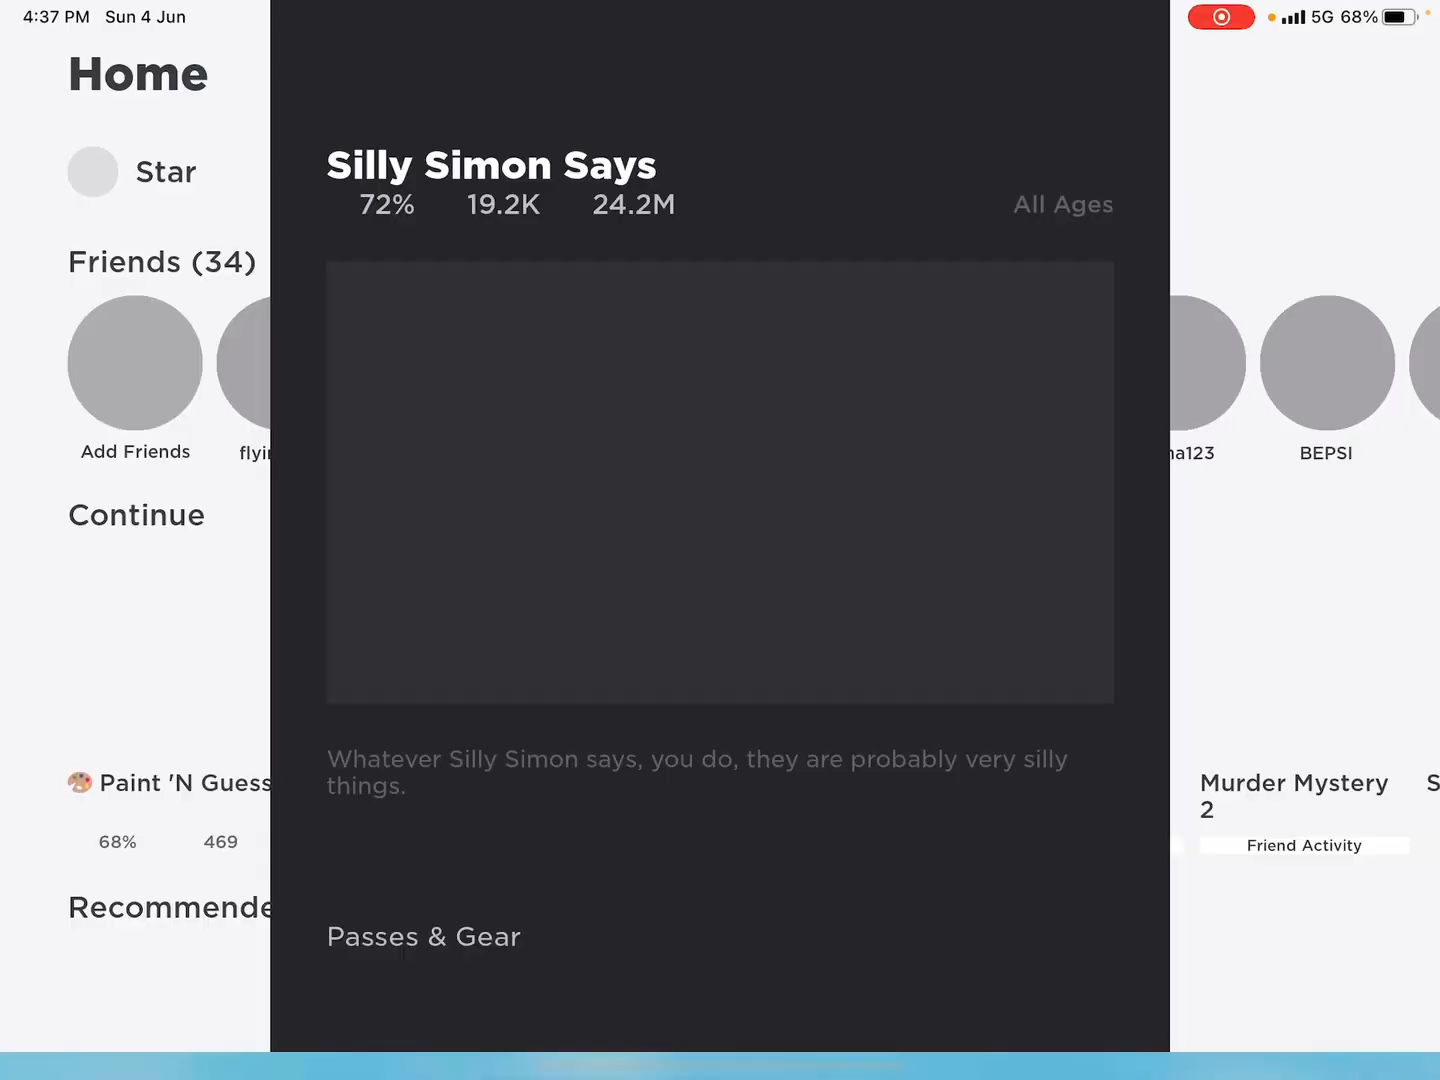 4:37 PM Sun 4 Jun
5G 68%
Home
Star
Silly Simon Says
72% 19.2K 24.2M
All Ages
Friends (34)
Add Friends
BEPSI
Continue
Whatever Silly Simon says, you do, they are probably very silly
things.
🎨 Paint 'N Guess
68% 469
Murder Mystery
2
Friend Activity
Passes & Gear